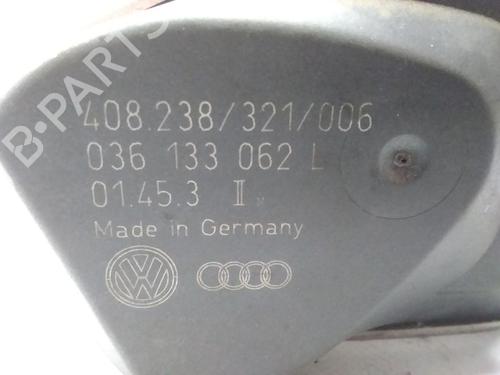 408.238/321/006
036 133 062 L
01.45.3 II
Made in Germany
B-PARTS